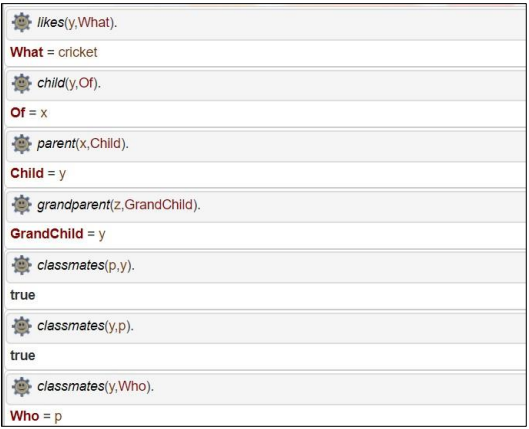 likes(y,What).
What = cricket
child(y,Of).
Of = x
parent(x,Child).
Child = y
grandparent(z,GrandChild).
GrandChild = y
classmates(p,y).
true
classmates(y,p).
true
classmates(y,Who).
Who = p